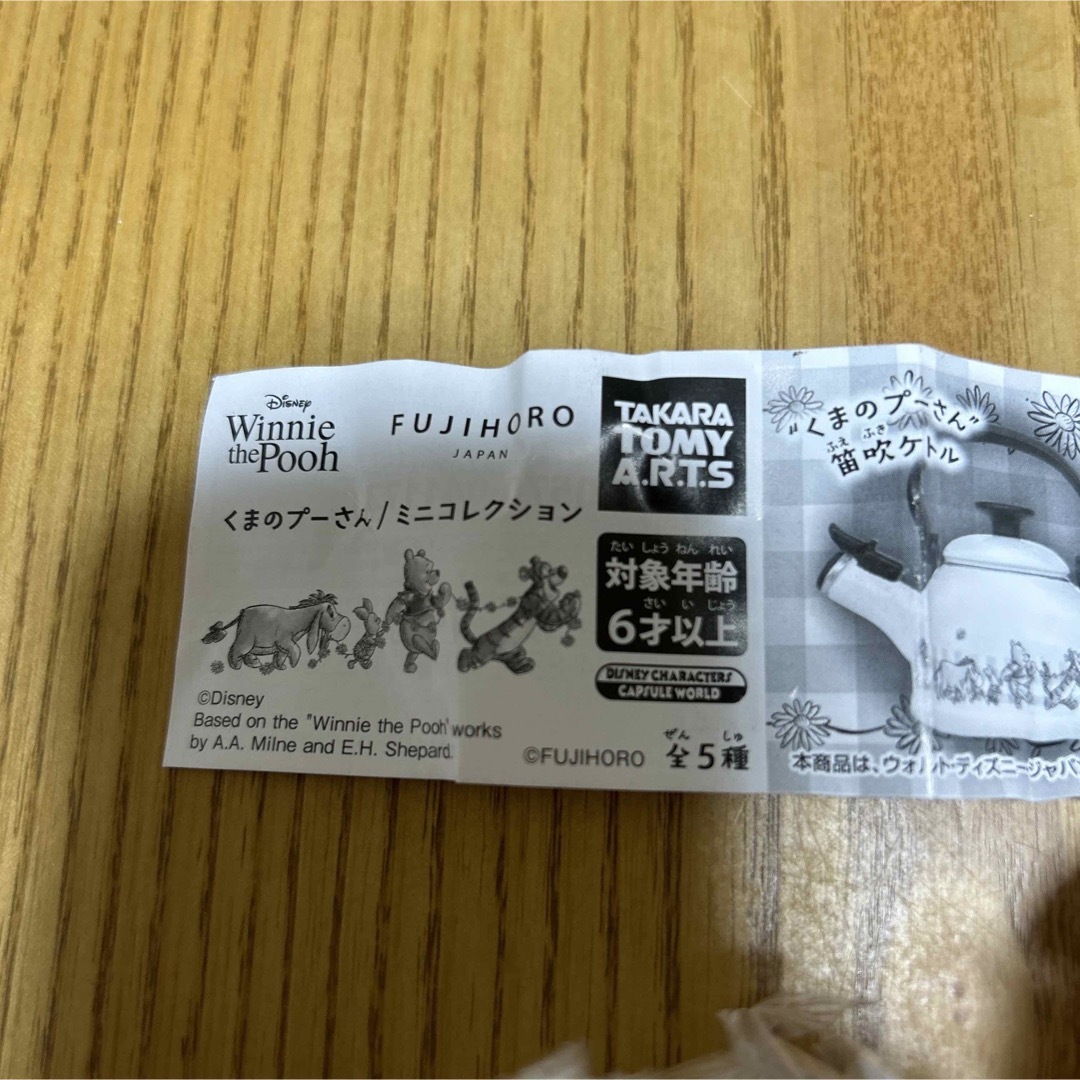 Disney
Winnie
the Pooh
FUJIHORO
JAPAN
くまのプーさん/ミニコレクション
©Disney
Based on the "Winnie the Pooh" works
by A.A. Milne and E.H. Shepard.
©FUJIHORO
TAKARA
TOMY
A.R.T.S
たいしょうねんれい
対象年齢
さいいじょう
6才以上
DISNEY CHARACTERS
CAPSULE WORLD
ぜん しゅ
全5種
"くまのプーさん"
ふえ ふき
笛吹ケトル
本商品は、ウォルト・ディズニー・ジャパ